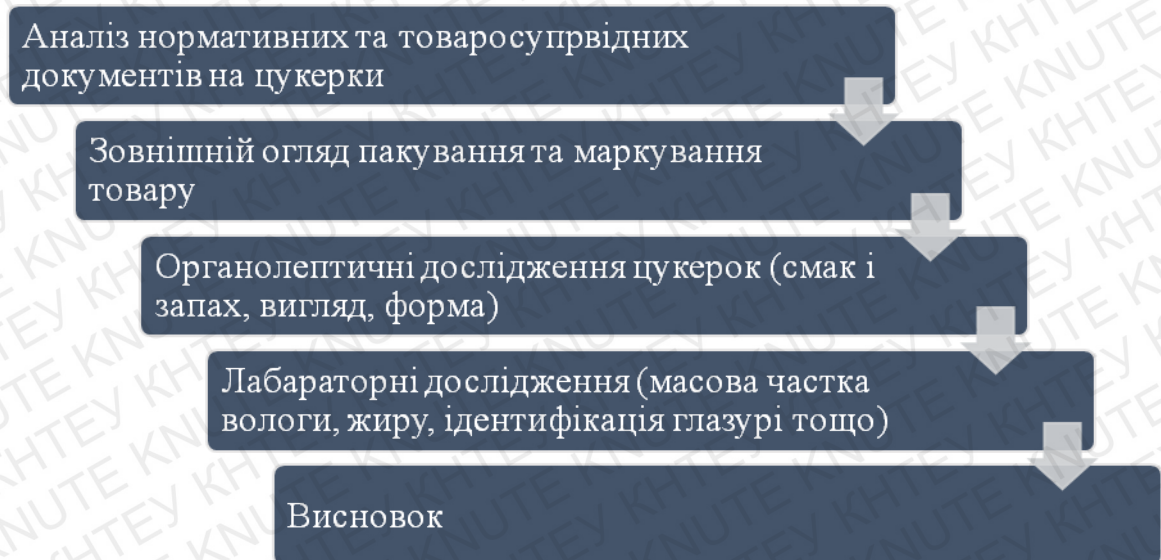 Аналіз нормативних та товаросупрвідних
документів на цукерки
Зовнішній огляд пакування та маркування
товару
Органолептичні дослідження цукерок (смак і
запах, вигляд, форма)
Лабараторні дослідження (масова частка
вологи, жиру, ідентифікація глазурі тощо)
Висновок